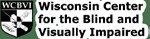 WCBVI
Wisconsin Center
for the Blind and
Visually Impaired